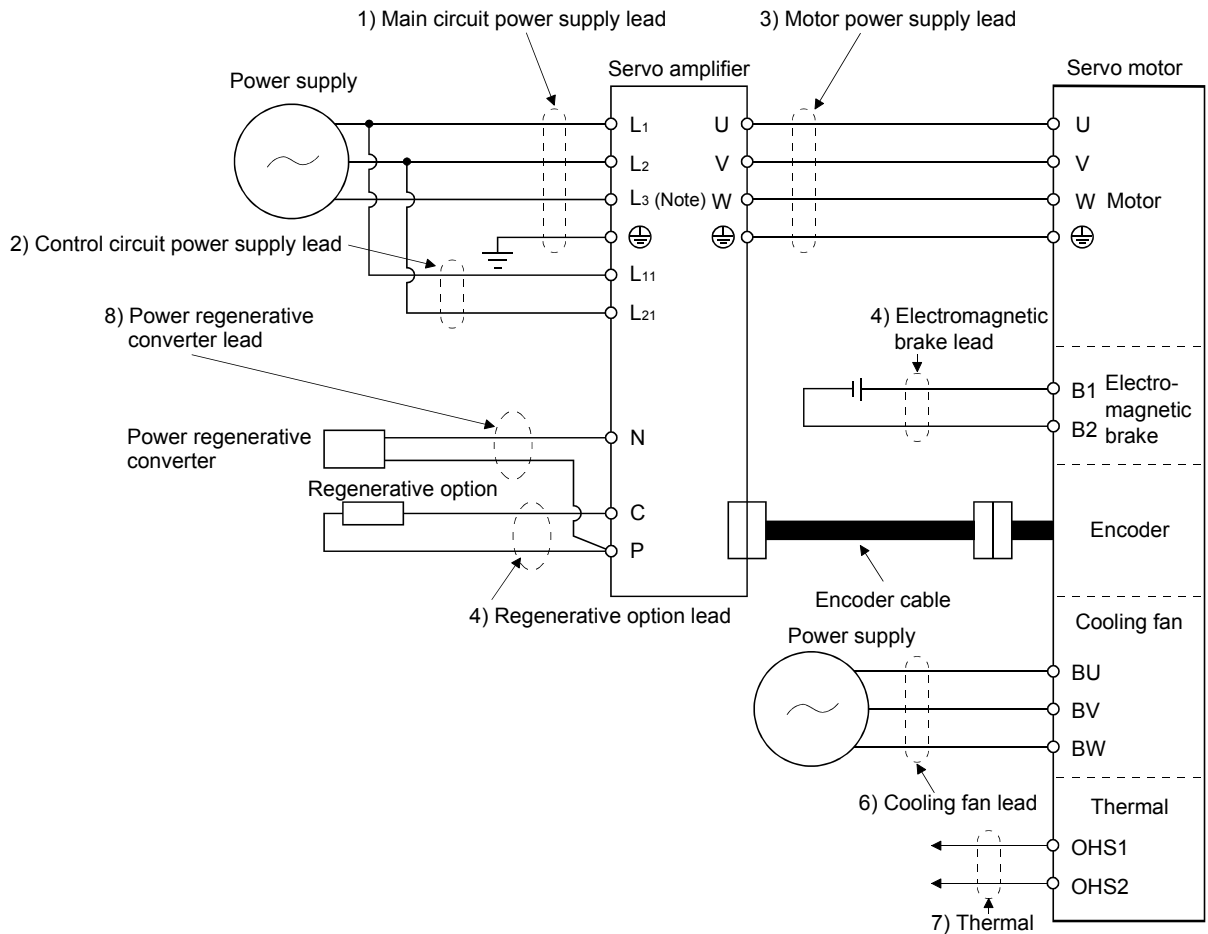 1) Main circuit power supply lead
3) Motor power supply lead
Power supply
Servo amplifier
Servo motor
L1
U
U
L2
V
V
L3 (Note)
W
W
Motor
2) Control circuit power supply lead
L11
L21
8) Power regenerative
converter lead
4) Electromagnetic
brake lead
B1
B2
Electro-
magnetic
brake
Power regenerative
converter
N
Regenerative option
C
P
4) Regenerative option lead
Encoder
Encoder cable
Power supply
Cooling fan
BU
BV
BW
6) Cooling fan lead
Thermal
OHS1
OHS2
7) Thermal